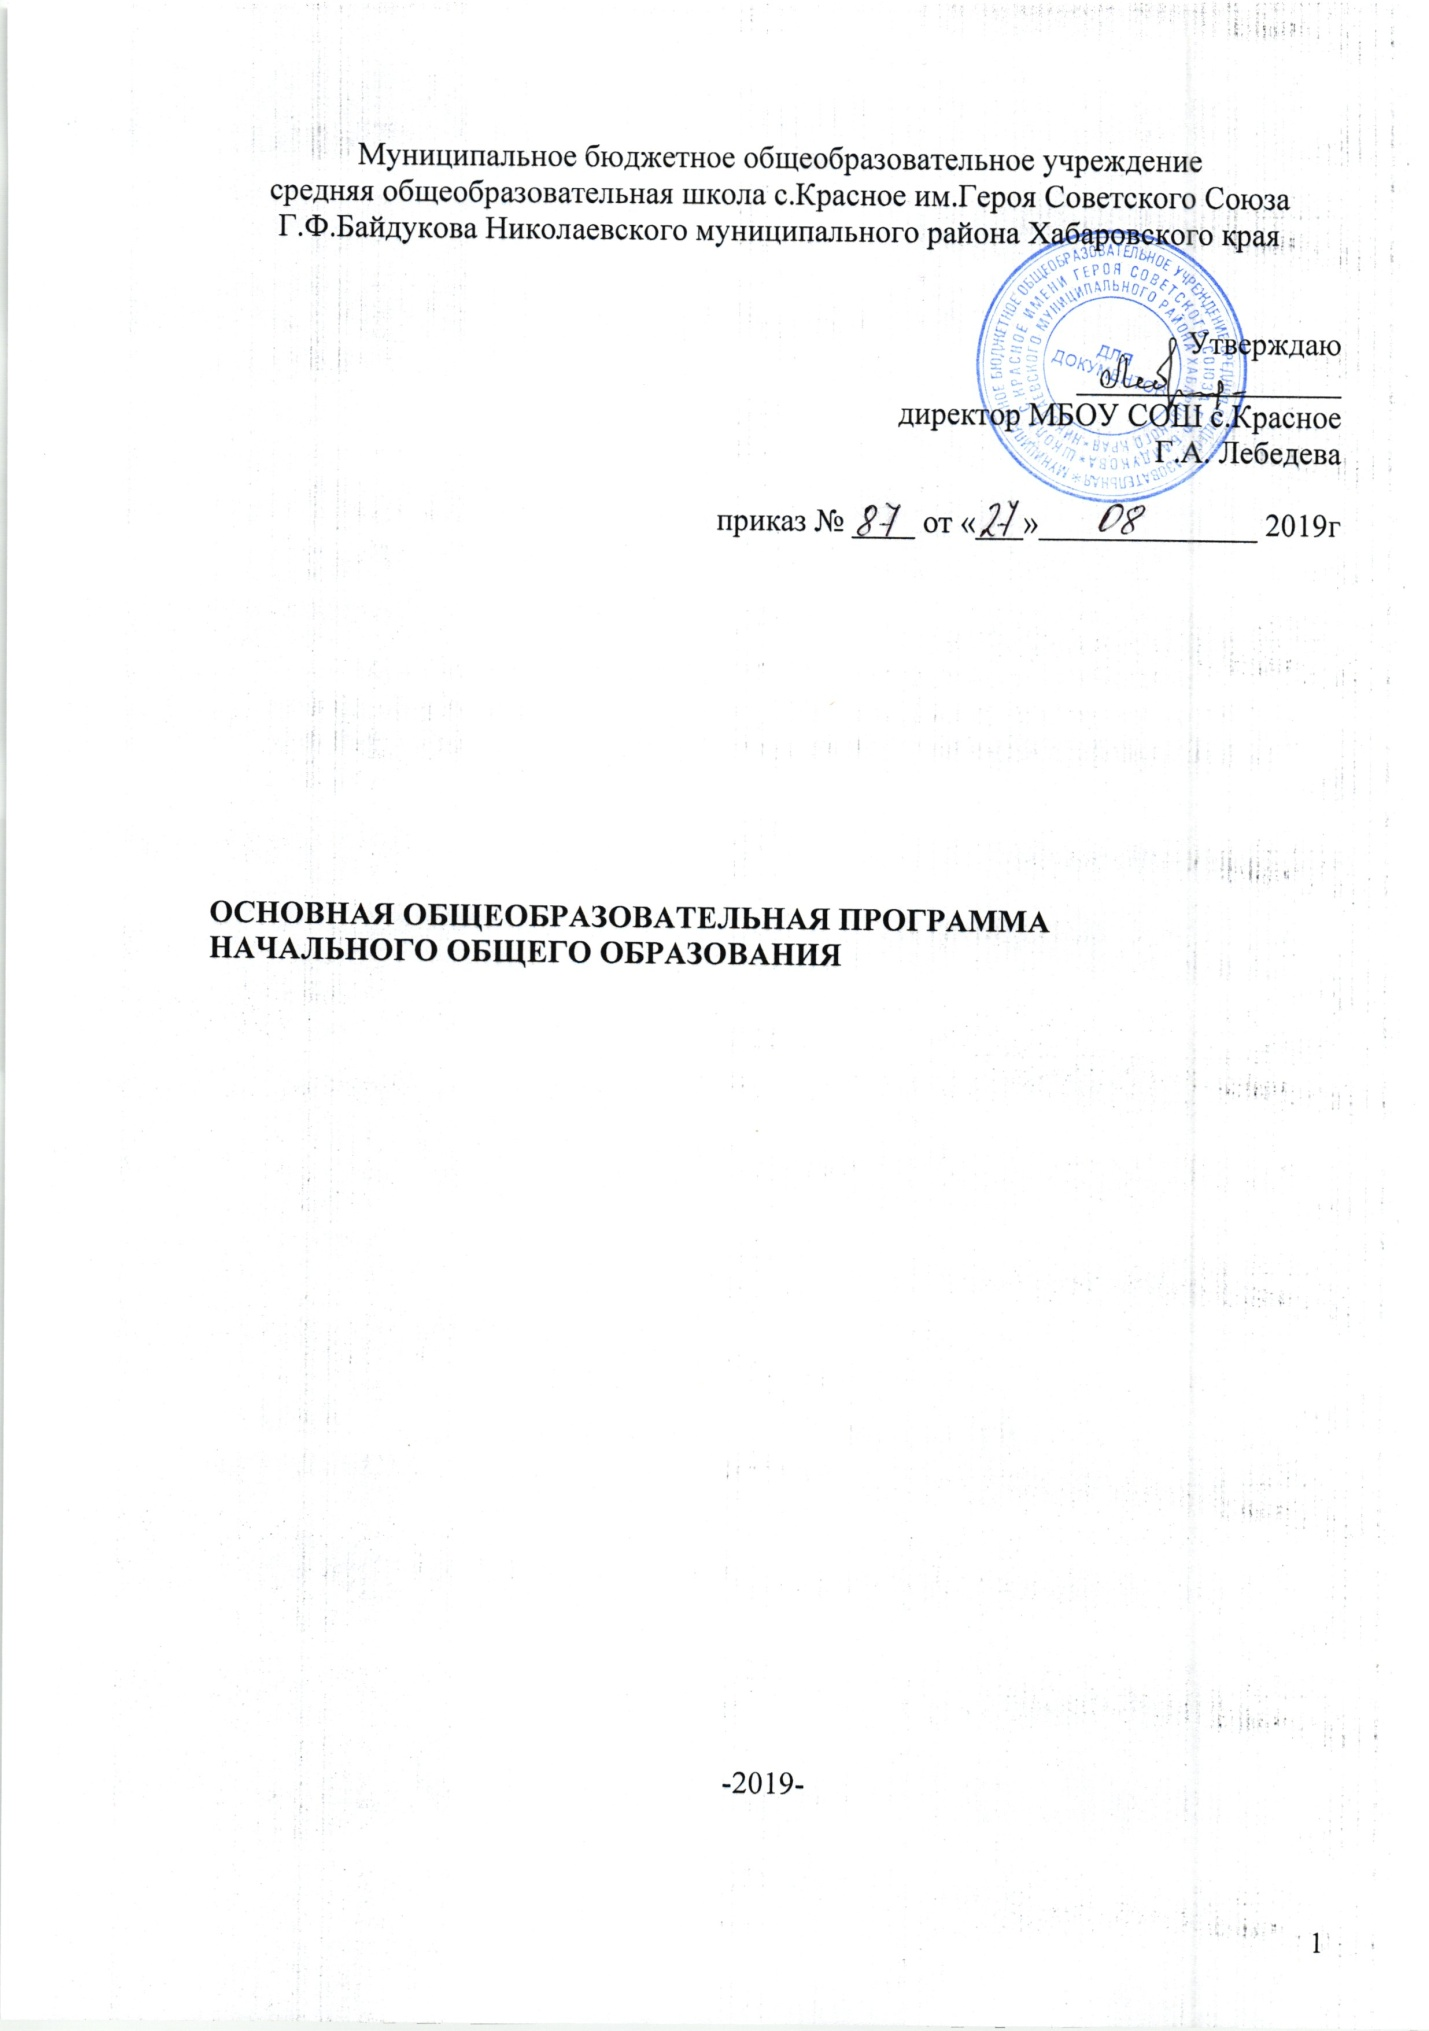 Муниципальное бюджетное общеобразовательное учреждение
средняя общеобразовательная школа с.Красное им.Героя Советского Союза
Г.Ф.Байдукова Николаевского муниципального района Хабаровского края
Утверждаю
ДЛЯ
ДОКУМЕНТОВ
директор МБОУ СОШ с.Красное
Г.А. Лебедева
приказ № 87 от «27» 08 2019г
ОСНОВНАЯ ОБЩЕОБРАЗОВАТЕЛЬНАЯ ПРОГРАММА
НАЧАЛЬНОГО ОБЩЕГО ОБРАЗОВАНИЯ
-2019-
1